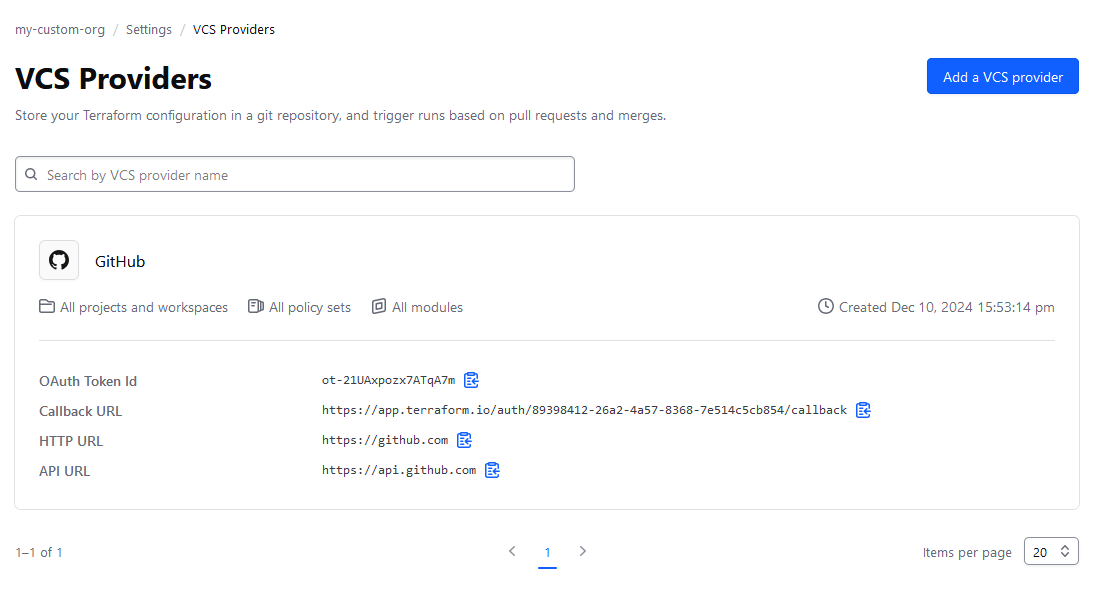 my-custom-org / Settings / VCS Providers
VCS Providers
Add a VCS provider
Store your Terraform configuration in a git repository, and trigger runs based on pull requests and merges.
Search by VCS provider name
GitHub
All projects and workspaces All policy sets All modules Created Dec 10, 2024 15:53:14 pm
OAuth Token Id ot-21UAxpozx7ATqA7m
Callback URL https://app.terraform.io/auth/89398412-26a2-4a57-8368-7e514c5cb854/callback
HTTP URL https://github.com
API URL https://api.github.com
1–1 of 1 1 Items per page 20